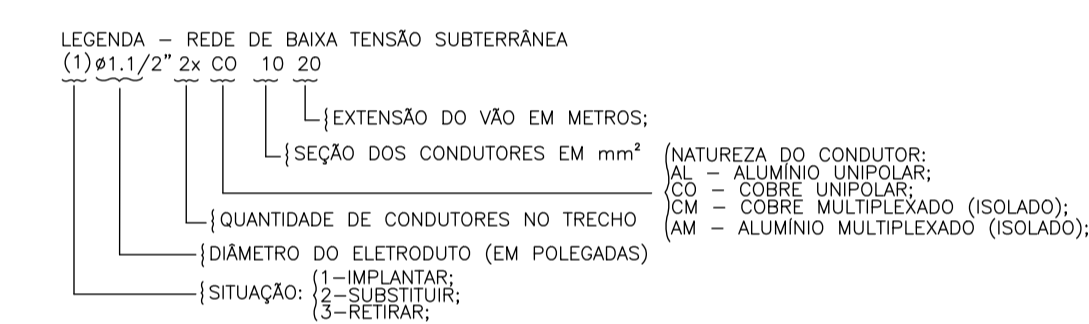 LEGENDA – REDE DE BAIXA TENSÃO SUBTERRÂNEA
(1)ø1.1/2" 2x CO 10 20
EXTENSÃO DO VÃO EM METROS;
SEÇÃO DOS CONDUTORES EM mm²
NATUREZA DO CONDUTOR:
AL – ALUMÍNIO UNIPOLAR;
CO – COBRE UNIPOLAR;
CM – COBRE MULTIPLEXADO (ISOLADO);
AM – ALUMÍNIO MULTIPLEXADO (ISOLADO);
QUANTIDADE DE CONDUTORES NO TRECHO
DIÂMETRO DO ELETRODUTO (EM POLEGADAS)
SITUAÇÃO:
1–IMPLANTAR;
2–SUBSTITUIR;
3–RETIRAR;